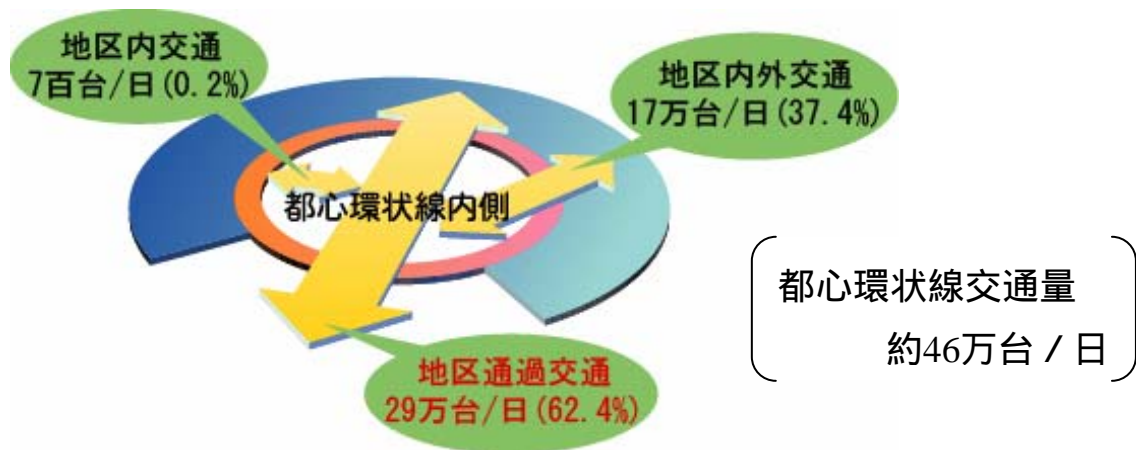 地区内交通
7百台/日(0.2%)
地区内外交通
17万台/日(37.4%)
都心環状線内側
都心環状線交通量
約46万台/日
地区通過交通
29万台/日(62.4%)